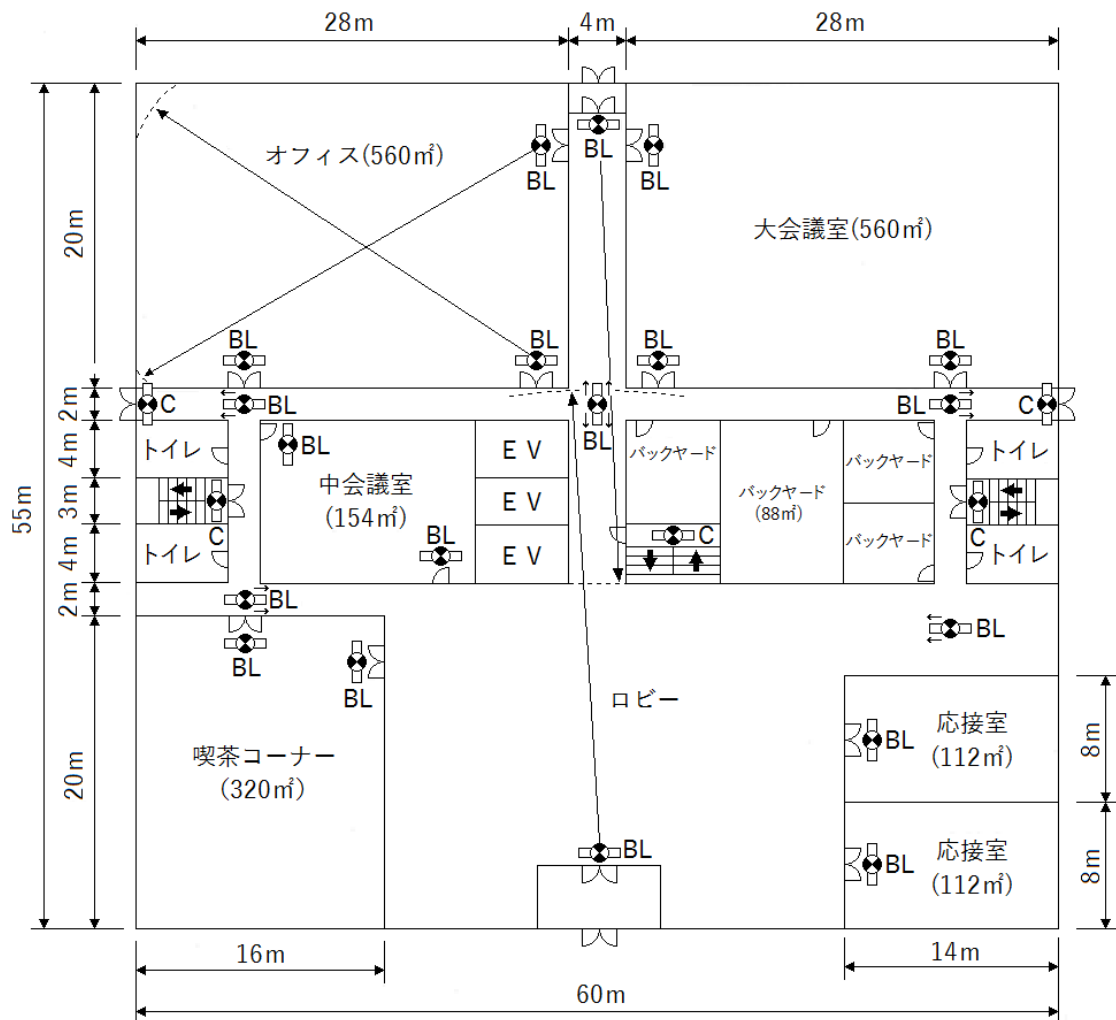 28m 4m 28m
オフィス(560㎡)
BL BL BL
大会議室(560㎡)
20m
BL BL BL BL
2m
C BL BL BL C
トイレ
BL
EV
バックヤード
バックヤード
トイレ
4m
中会議室
(154㎡)
EV
バックヤード
(88㎡)
3m
55m
C
BL
C
C
トイレ
EV
バックヤード
トイレ
4m
2m
BL
BL
BL
BL
ロビー
喫茶コーナー
(320㎡)
20m
BL
応接室
(112㎡)
8m
BL
BL
応接室
(112㎡)
8m
16m 14m
60m